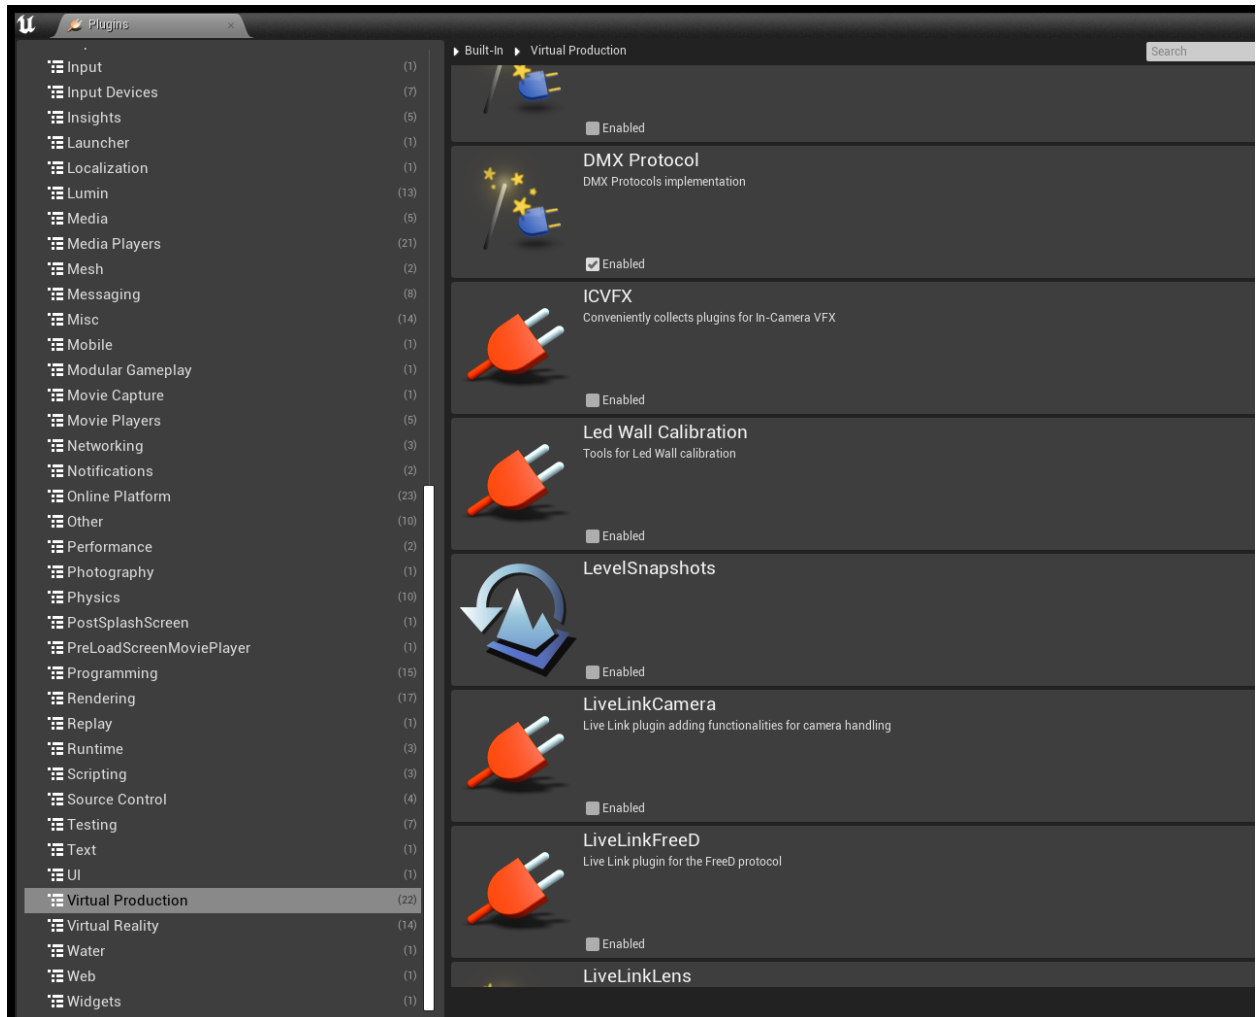 Plugins
Built-In Virtual Production
Search
Input (1)
Input Devices (7)
Insights (5)
Launcher (1)
Localization (1)
Lumin (13)
Media (5)
Media Players (21)
Mesh (2)
Messaging (8)
Misc (14)
Mobile (1)
Modular Gameplay (1)
Movie Capture (1)
Movie Players (5)
Networking (3)
Notifications (2)
Online Platform (23)
Other (10)
Performance (2)
Photography (1)
Physics (10)
PostSplashScreen (1)
PreLoadScreenMoviePlayer (1)
Programming (15)
Rendering (17)
Replay (1)
Runtime (3)
Scripting (3)
Source Control (4)
Testing (7)
Text (1)
UI (1)
Virtual Production (22)
Virtual Reality (14)
Water (1)
Web (1)
Widgets (1)
Enabled
DMX Protocol
DMX Protocols implementation
Enabled
ICVFX
Conveniently collects plugins for In-Camera VFX
Enabled
Led Wall Calibration
Tools for Led Wall calibration
Enabled
LevelSnapshots
Enabled
LiveLinkCamera
Live Link plugin adding functionalities for camera handling
Enabled
LiveLinkFreeD
Live Link plugin for the FreeD protocol
Enabled
LiveLinkLens